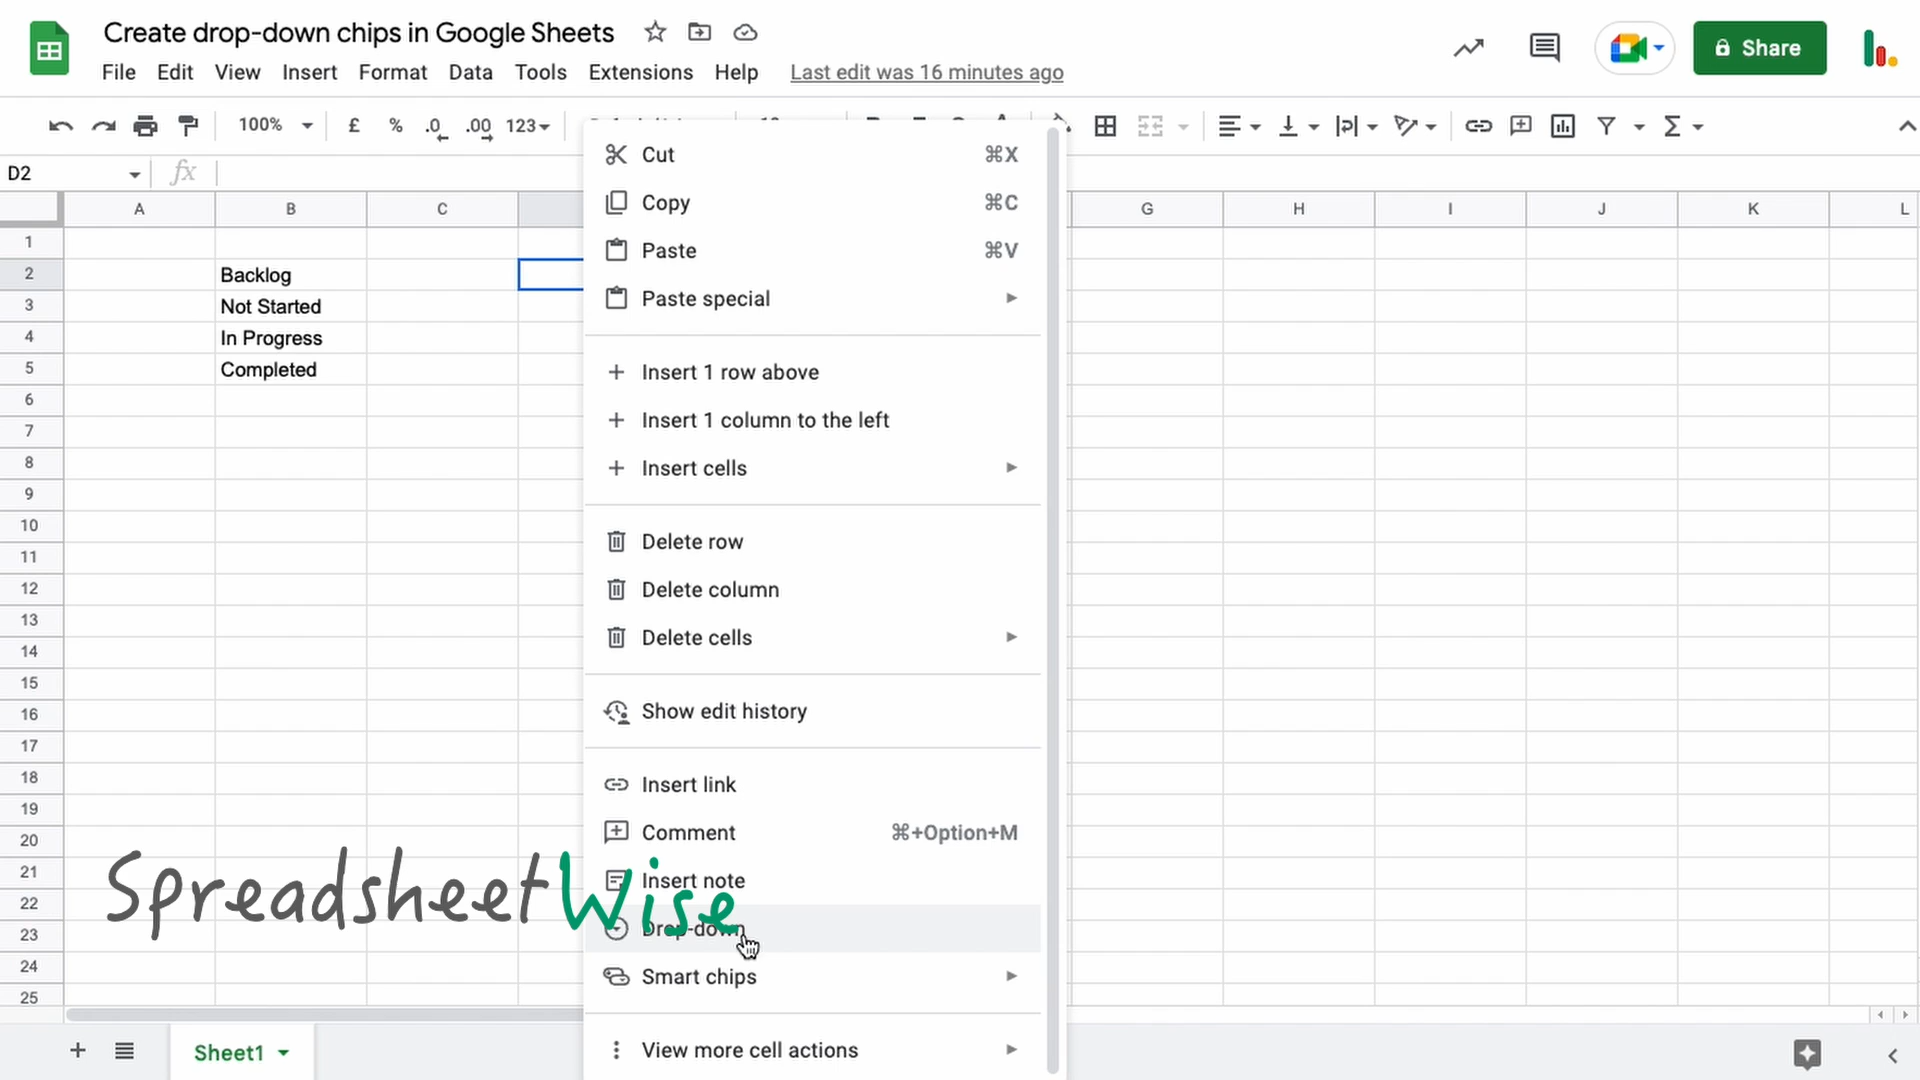 Create drop-down chips in Google Sheets
File Edit View Insert Format Data Tools Extensions Help Last edit was 16 minutes ago
Share
100% £ % .0 .00 123
D2 fx
A B C G H I J K L
1
2 Backlog
3 Not Started
4 In Progress
5 Completed
6
7
8
9
10
11
12
13
14
15
16
17
18
19
20
21
22
23
24
25
Cut ⌘X
Copy ⌘C
Paste ⌘V
Paste special
Insert 1 row above
Insert 1 column to the left
Insert cells
Delete row
Delete column
Delete cells
Show edit history
Insert link
Comment ⌘+Option+M
Insert note
Drop-down
Smart chips
View more cell actions
SpreadsheetWise
Sheet1